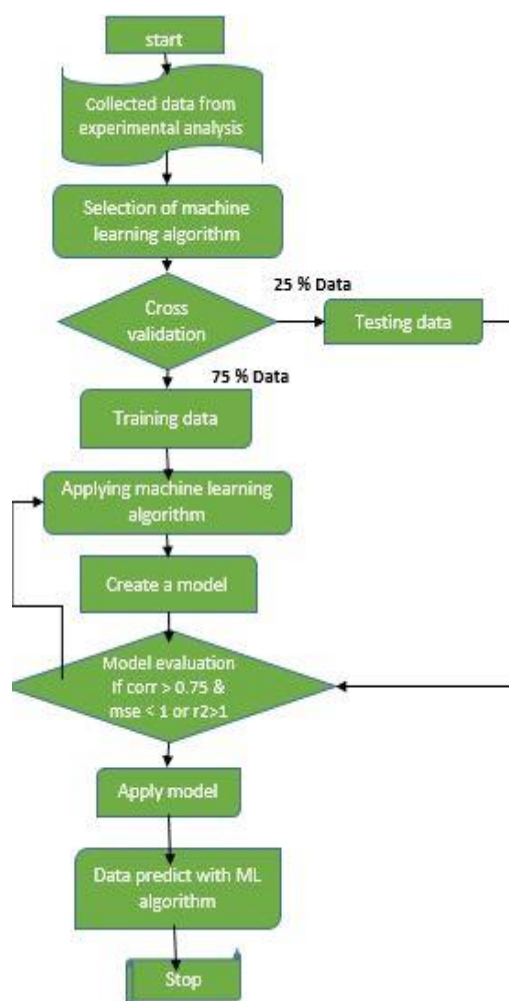 start
Collected data from
experimental analysis
Selection of machine
learning algorithm
25 % Data
Cross
validation
Testing data
75 % Data
Training data
Applying machine learning
algorithm
Create a model
Model evaluation
If corr > 0.75 &
mse < 1 or r2>1
Apply model
Data predict with ML
algorithm
Stop